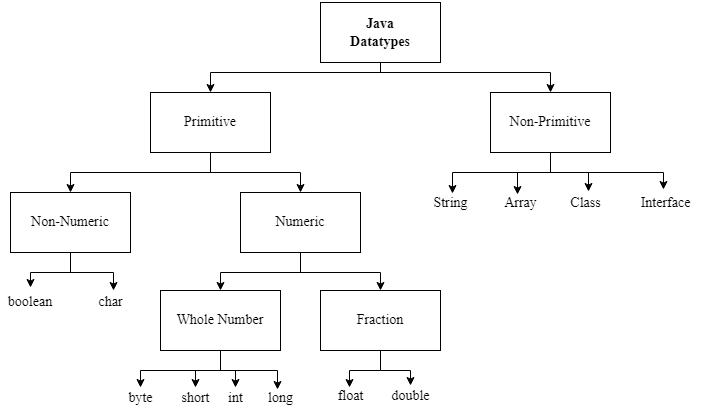 Java
Datatypes
Primitive
Non-Primitive
Non-Numeric
Numeric
String
Array
Class
Interface
boolean
char
Whole Number
Fraction
byte
short
int
long
float
double